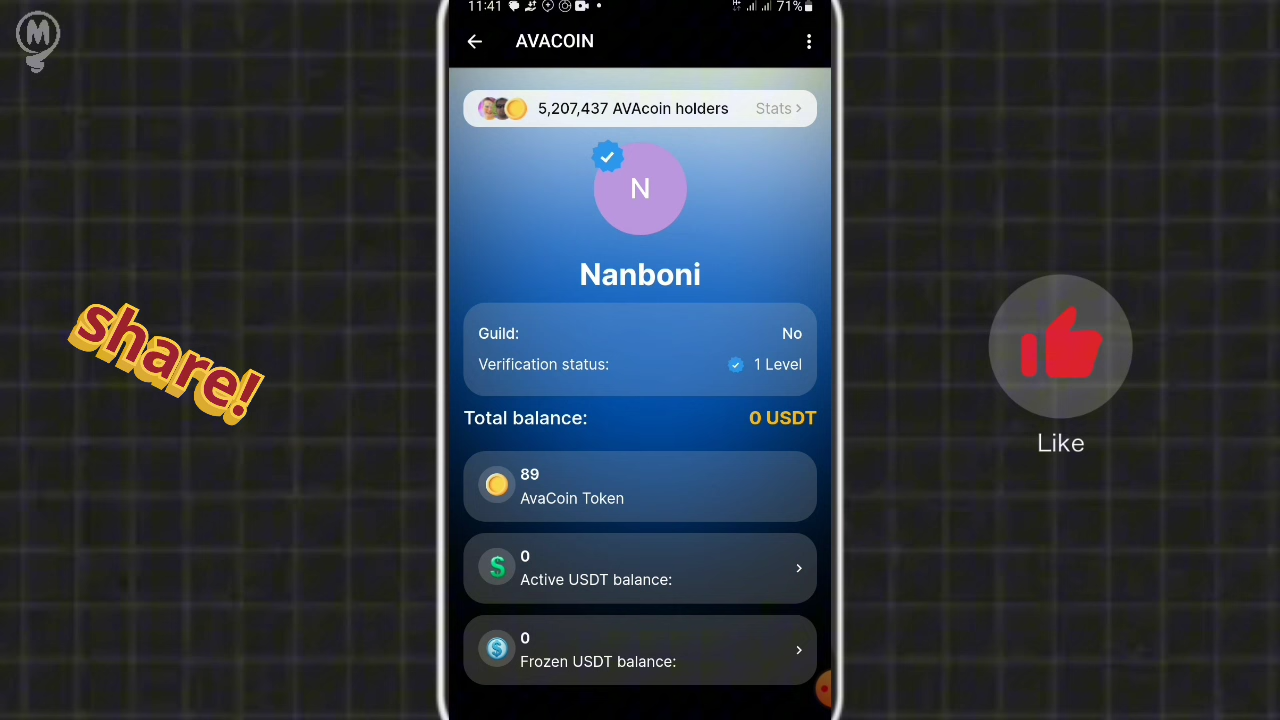 M
11:41
71%
AVACOIN
5,207,437 AVAcoin holders Stats >
N
Nanboni
Guild: No
Verification status: 1 Level
Total balance: 0 USDT
89
AvaCoin Token
$ 0
Active USDT balance:
$ 0
Frozen USDT balance:
share!
Like